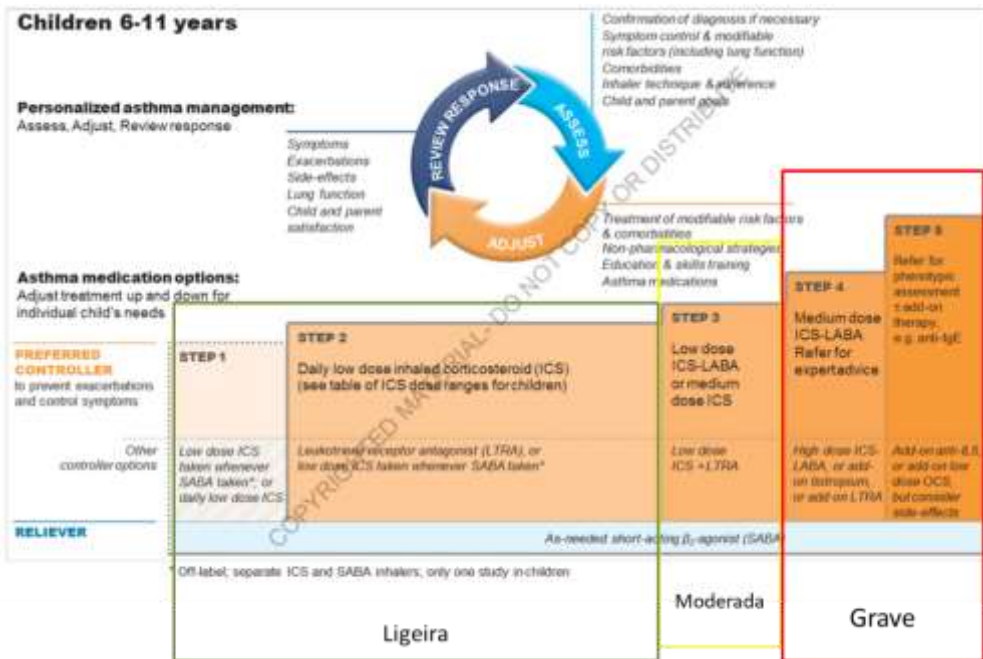 Children 6-11 years
Confirmation of diagnosis if necessary
Symptom control & modifiable
risk factors (including lung function)
Comorbidities
Inhaler technique & adherence
Child and parent goals
Personalized asthma management:
Assess, Adjust, Review response
Symptoms
Exacerbations
Side-effects
Lung function
Child and parent
satisfaction
REVIEW RESPONSE
ASSESS
ADJUST
Treatment of modifiable risk factors
& comorbidities
Non-pharmacological strategies
Education & skills training
Asthma medications
Asthma medication options:
Adjust treatment up and down for
individual child's needs
PREFERRED
CONTROLLER
to prevent exacerbations
and control symptoms
STEP 1
STEP 2
Daily low dose inhaled corticosteroid (ICS)
(see table of ICS dose ranges for children)
STEP 3
Low dose
ICS-LABA
or medium
dose ICS
STEP 4
Medium dose
ICS-LABA
Refer for
expert advice
STEP 5
Refer for
phenotypic
assessment
± add-on
therapy,
e.g. anti-IgE
Other
controller options
Low dose ICS
taken whenever
SABA taken*; or
daily low dose ICS
Leukotriene receptor antagonist (LTRA), or
low dose ICS taken whenever SABA taken*
Low dose
ICS +LTRA
High dose ICS-
LABA, or add-
on tiotropium,
or add-on LTRA
Add-on anti-IL5,
or add-on low
dose OCS,
but consider
side-effects
RELIEVER
As-needed short-acting β₂-agonist (SABA)
* Off-label; separate ICS and SABA inhalers; only one study in children
COPYRIGHTED MATERIAL- DO NOT COPY OR DISTRIBUTE
Ligeira
Moderada
Grave